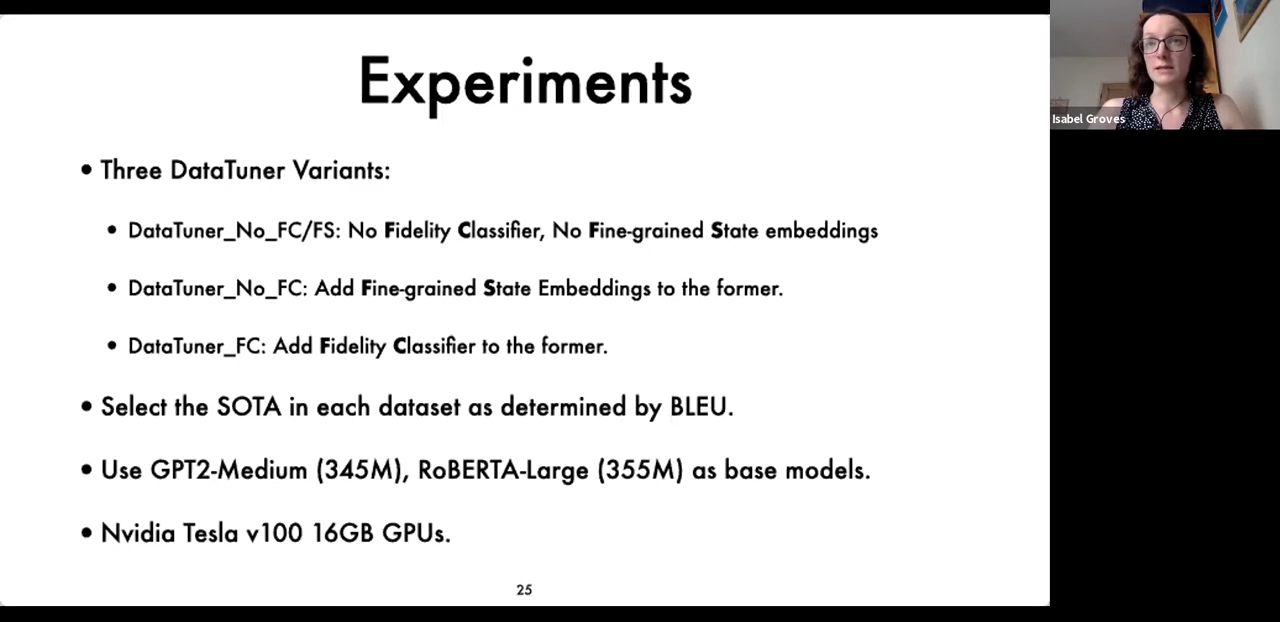 Experiments
• Three DataTuner Variants:
• DataTuner_No_FC/FS: No Fidelity Classifier, No Fine-grained State embeddings
• DataTuner_No_FC: Add Fine-grained State Embeddings to the former.
• DataTuner_FC: Add Fidelity Classifier to the former.
• Select the SOTA in each dataset as determined by BLEU.
• Use GPT2-Medium (345M), RoBERTA-Large (355M) as base models.
• Nvidia Tesla v100 16GB GPUs.
25
Isabel Groves